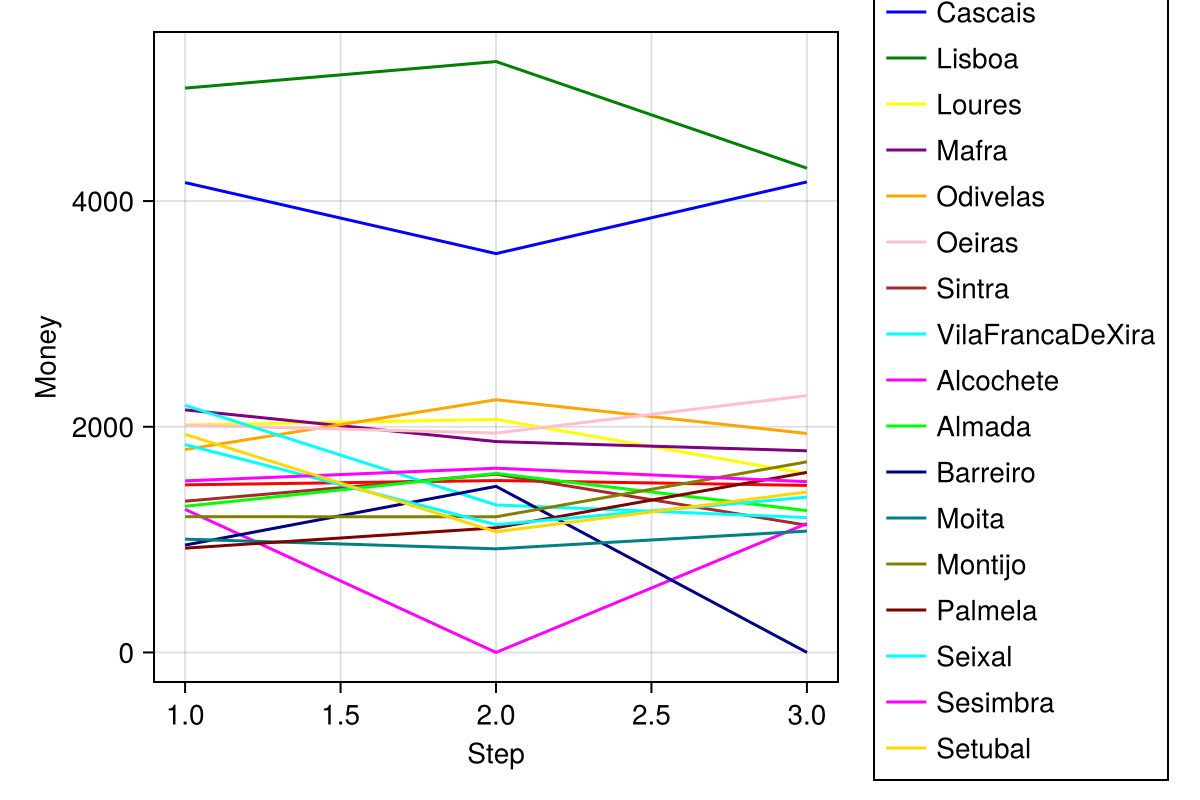 Cascais
Lisboa
Loures
Mafra
Odivelas
Oeiras
Sintra
VilaFrancaDeXira
Alcochete
Almada
Barreiro
Moita
Montijo
Palmela
Seixal
Sesimbra
Setubal
Money
4000
2000
0
1.0 1.5 2.0 2.5 3.0
Step